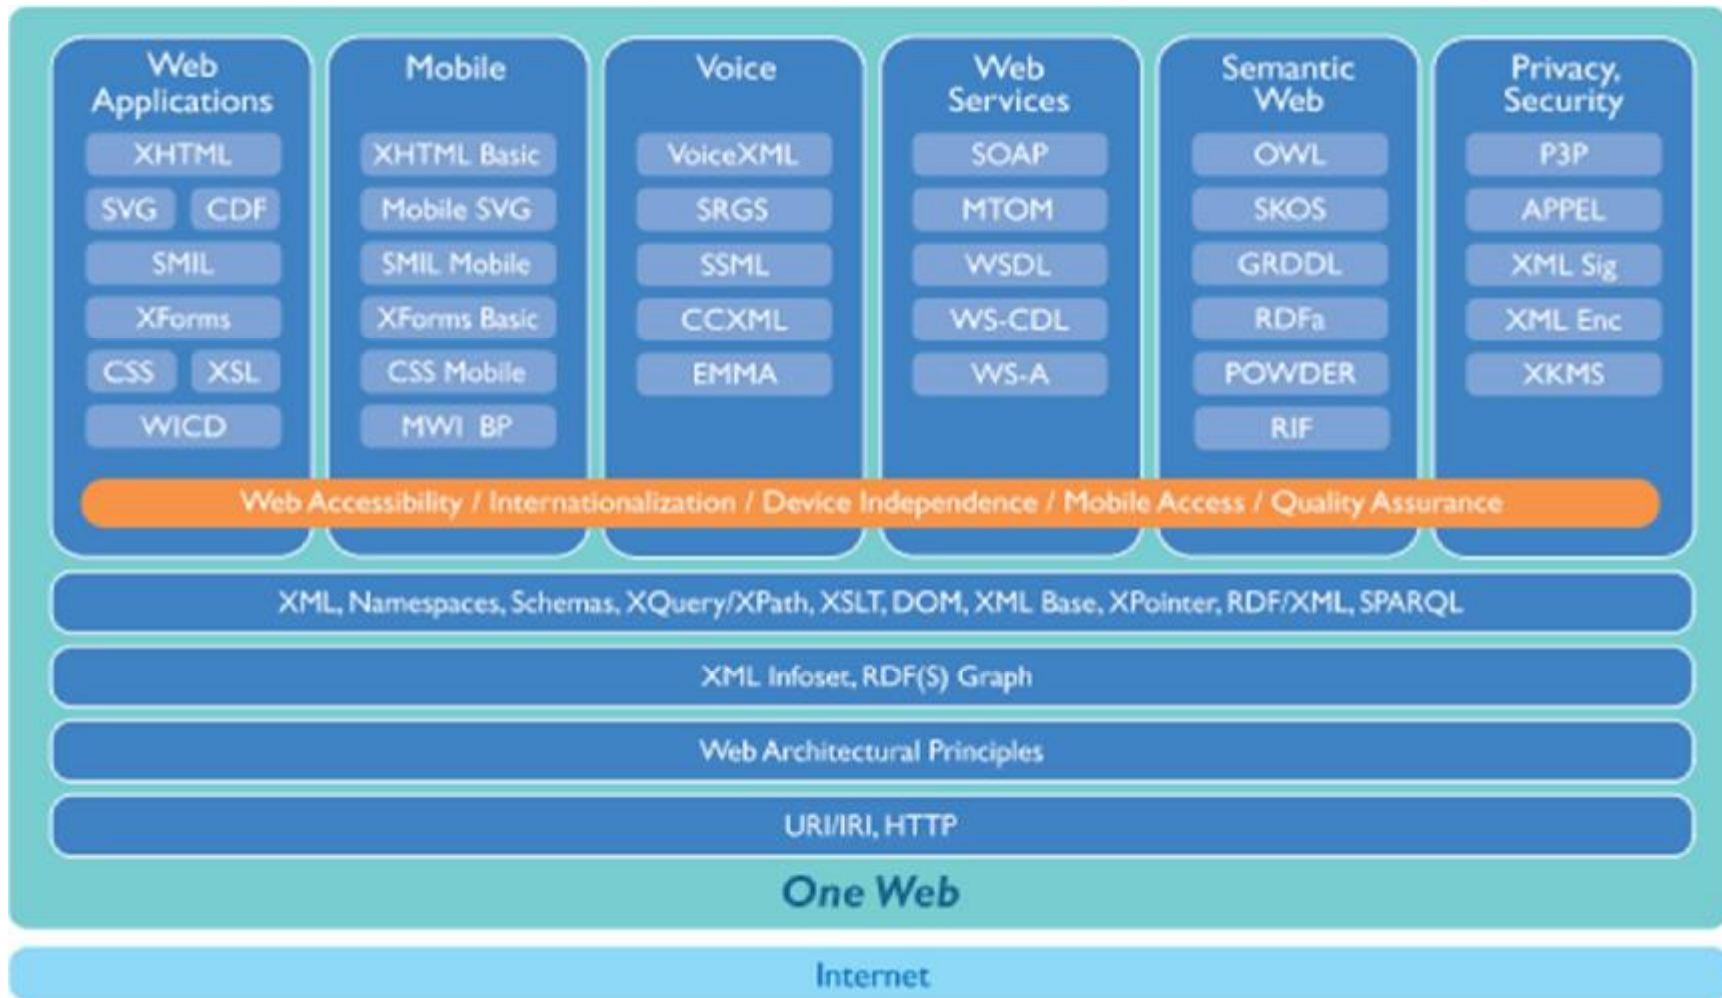 Web
Applications
XHTML
SVG
CDF
SMIL
XForms
CSS
XSL
WICD
Mobile
XHTML Basic
Mobile SVG
SMIL Mobile
XForms Basic
CSS Mobile
MWI BP
Voice
VoiceXML
SRGS
SSML
CCXML
EMMA
Web
Services
SOAP
MTOM
WSDL
WS-CDL
WS-A
Semantic
Web
OWL
SKOS
GRDDL
RDFa
POWDER
RIF
Privacy,
Security
P3P
APPEL
XML Sig
XML Enc
XKMS
Web Accessibility / Internationalization / Device Independence / Mobile Access / Quality Assurance
XML, Namespaces, Schemas, XQuery/XPath, XSLT, DOM, XML Base, XPointer, RDF/XML, SPARQL
XML Infoset, RDF(S) Graph
Web Architectural Principles
URI/IRI, HTTP
One Web
Internet